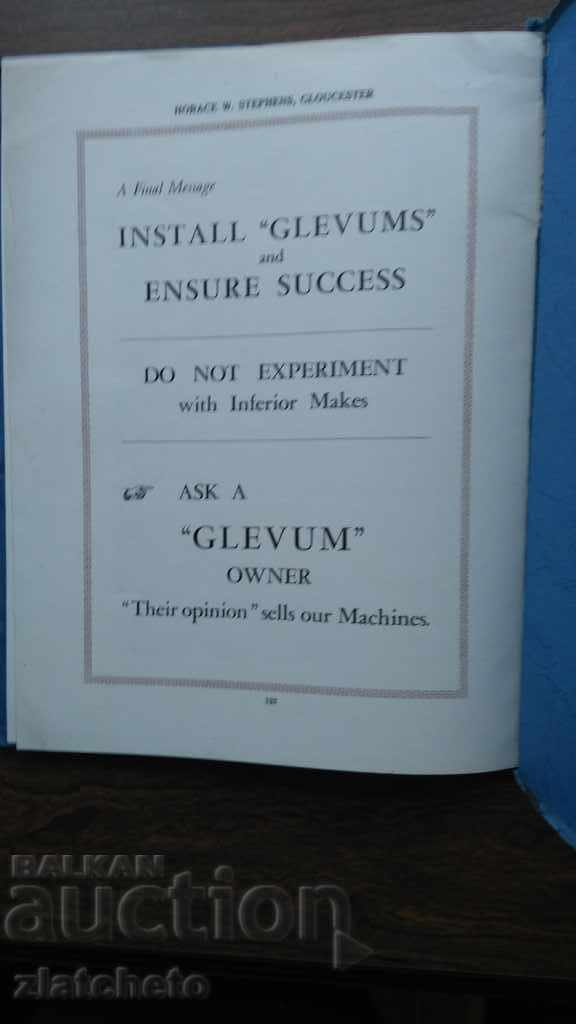 HORACE W. STEPHENS, GLOUCESTER
A Final Message
INSTALL "GLEVUMS"
and
ENSURE SUCCESS
DO NOT EXPERIMENT
with Inferior Makes
☞ ASK A
"GLEVUM"
OWNER
"Their opinion" sells our Machines.
BALKAN
auction
zlatcheto